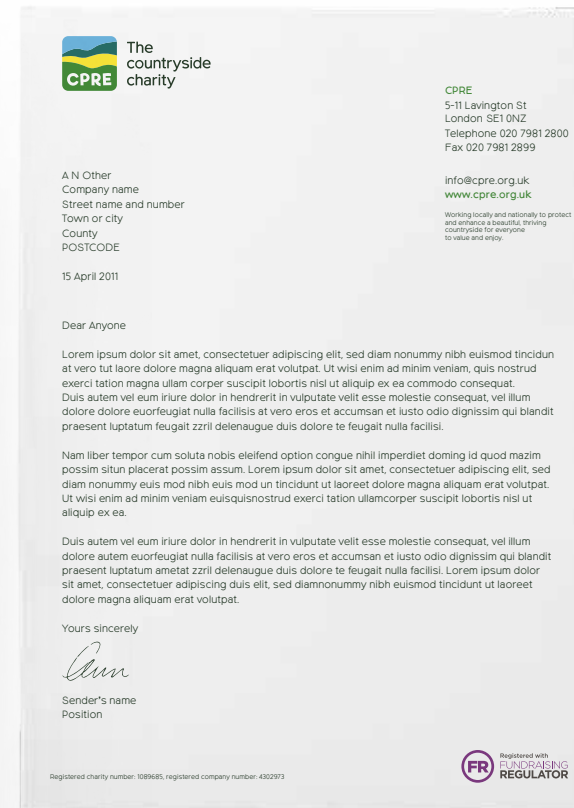 CPRE
The
countryside
charity
CPRE
5-11 Lavington St
London SE1 0NZ
Telephone 020 7981 2800
Fax 020 7981 2899
info@cpre.org.uk
www.cpre.org.uk
Working locally and nationally to protect
and enhance a beautiful, thriving
countryside for everyone
to value and enjoy.
A N Other
Company name
Street name and number
Town or city
County
POSTCODE
15 April 2011
Dear Anyone
Lorem ipsum dolor sit amet, consectetuer adipiscing elit, sed diam nonummy nibh euismod tincidun
at vero tut laore dolore magna aliquam erat volutpat. Ut wisi enim ad minim veniam, quis nostrud
exerci tation magna ullam corper suscipit lobortis nisl ut aliquip ex ea commodo consequat.
Duis autem vel eum iriure dolor in hendrerit in vulputate velit esse molestie consequat, vel illum
dolore dolore euorfeugiat nulla facilisis at vero eros et accumsan et iusto odio dignissim qui blandit
praesent luptatum feugait zzril delenaugue duis dolore te feugait nulla facilisi.
Nam liber tempor cum soluta nobis eleifend option congue nihil imperdiet doming id quod mazim
possim situn placerat possim assum. Lorem ipsum dolor sit amet, consectetuer adipiscing elit, sed
diam nonummy euis mod nibh euis mod un tincidunt ut laoreet dolore magna aliquam erat volutpat.
Ut wisi enim ad minim veniam euisquisnostrud exerci tation ullamcorper suscipit lobortis nisl ut
aliquip ex ea.
Duis autem vel eum iriure dolor in hendrerit in vulputate velit esse molestie consequat, vel illum
dolore autem euorfeugiat nulla facilisis at vero eros et accumsan et iusto odio dignissim qui blandit
praesent luptatum ametat zzril delenaugue duis dolore te feugait nulla facilisi. Lorem ipsum dolor
sit amet, consectetuer adipiscing duis elit, sed diamnonummy nibh euismod tincidunt ut laoreet
dolore magna aliquam erat volutpat.
Yours sincerely
Sender's name
Position
Registered charity number: 1089685, registered company number: 4302973
FR
Registered with
FUNDRAISING
REGULATOR